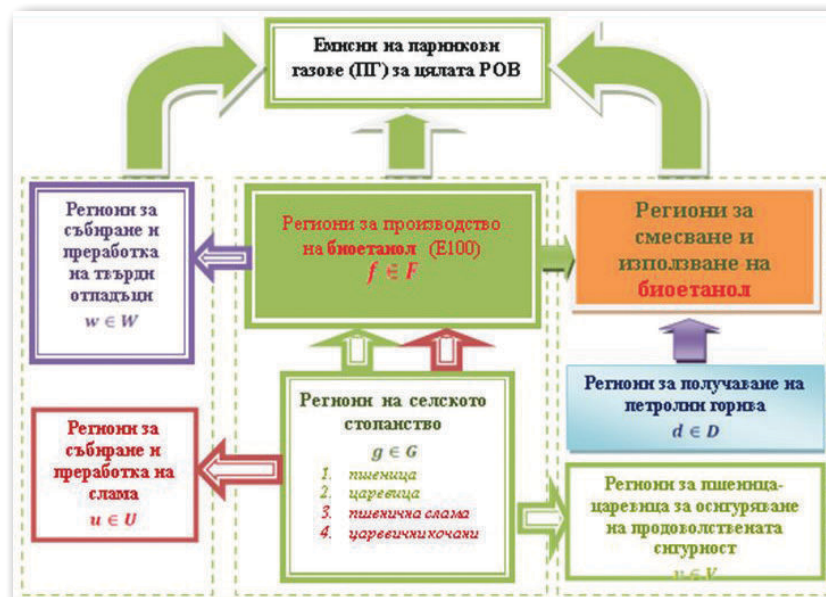 Емисии на парникови
газове (ПГ) за цялата РОВ
Региони за
събиране и
преработка
на твърди
отпадъци
w ∈ W
Региони за производство
на биоетанол (Е100)
f ∈ F
Региони за
смесване и
използване на
биоетанол
Региони за получаване на
петролни горива
d ∈ D
Региони за
събиране и
преработка на
слама
u ∈ U
Региони на селското
стопанство
g ∈ G
1. пшеница
2. царевица
3. пшенична слама
4. царевични кочани
Региони за пшеница-
царевица за осигуряване
на продоволствената
сигурност
v ∈ V